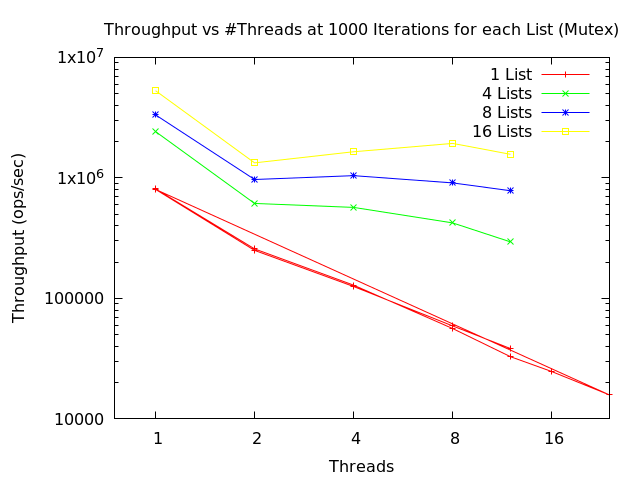 Throughput vs #Threads at 1000 Iterations for each List (Mutex)
1x10^7
1x10^6
100000
10000
Throughput (ops/sec)
1 List
4 Lists
8 Lists
16 Lists
1 2 4 8 16
Threads